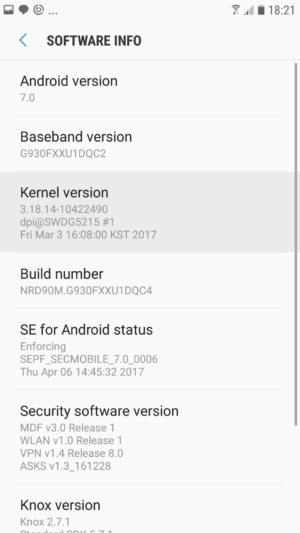 ... 18:21
SOFTWARE INFO
Android version
7.0
Baseband version
G930FXXU1DQC2
Kernel version
3.18.14-10422490
dpi@SWDG5215 #1
Fri Mar 3 16:08:00 KST 2017
Build number
NRD90M.G930FXXU1DQC4
SE for Android status
Enforcing
SEPF_SECMOBILE_7.0_0006
Thu Apr 06 14:45:32 2017
Security software version
MDF v3.0 Release 1
WLAN v1.0 Release 1
VPN v1.4 Release 8.0
ASKS v1.3_161228
Knox version
Knox 2.7.1